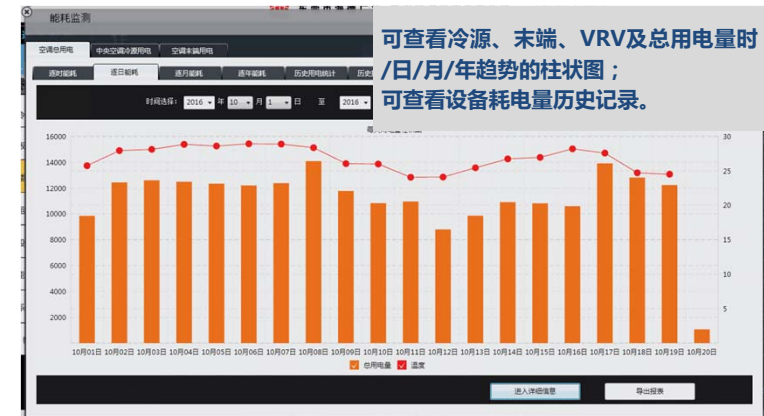 能耗监测
可查看冷源、末端、VRV及总用电量时
/日/月/年趋势的柱状图；
可查看设备耗电量历史记录。
空调总用电 中央空调冷源用电 空调末端用电
逐时能耗 逐日能耗 逐月能耗 逐年能耗 历史用电统计 历史
时间选择： 2016 年 10 月 1 日 至 2016
16000 30
14000 25
12000
10000 20
8000 15
6000 10
4000
2000 5
10月01日 10月02日 10月03日 10月04日 10月05日 10月06日 10月07日 10月08日 10月09日 10月10日 10月11日 10月12日 10月13日 10月14日 10月15日 10月16日 10月17日 10月18日 10月19日 10月20日
总用电量 温度
进入详细信息 导出报表